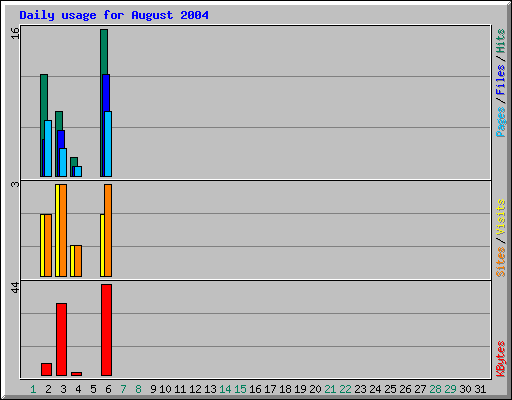 Daily usage for August 2004
16
Pages / Files / Hits
3
Sites / Visits
44
KBytes
1 2 3 4 5 6 7 8 9 10 11 12 13 14 15 16 17 18 19 20 21 22 23 24 25 26 27 28 29 30 31